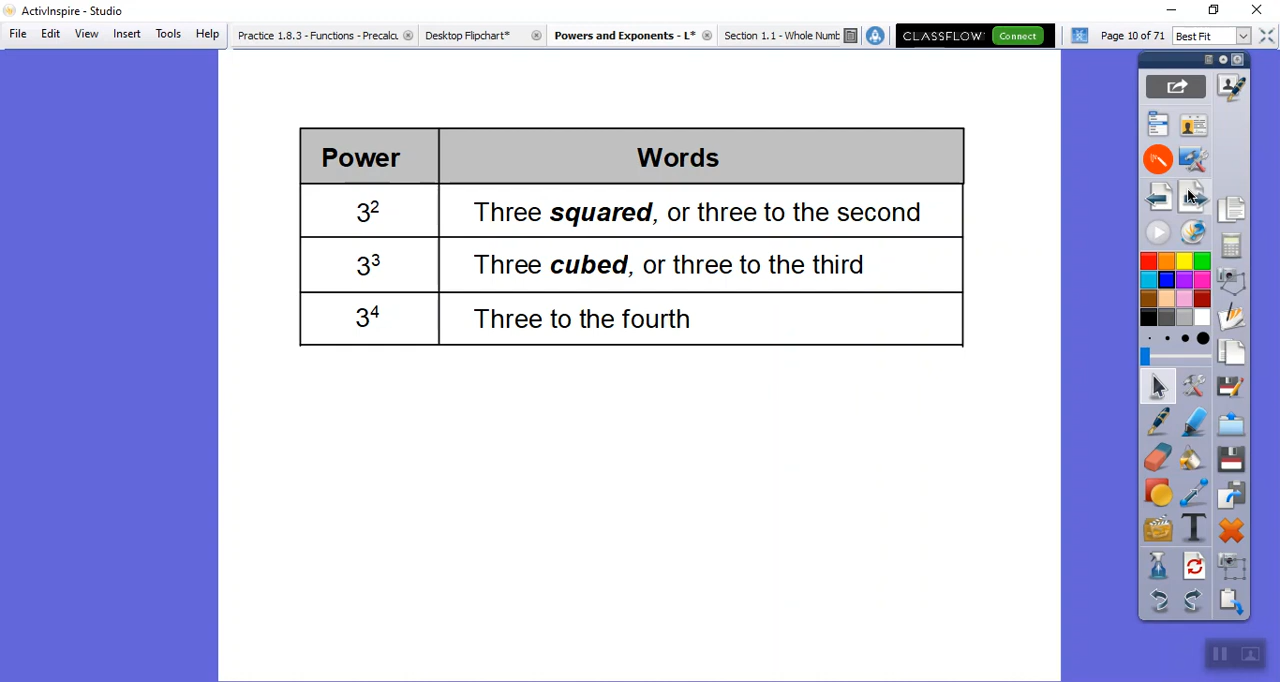 ActivInspire - Studio
File Edit View Insert Tools Help
Practice 1.8.3 - Functions - Precalc
Desktop Flipchart*
Powers and Exponents - L*
Section 1.1 - Whole Numb
CLASSFLOW Connect
Page 10 of 71
Best Fit
Power Words
3² Three squared, or three to the second
3³ Three cubed, or three to the third
3⁴ Three to the fourth
T